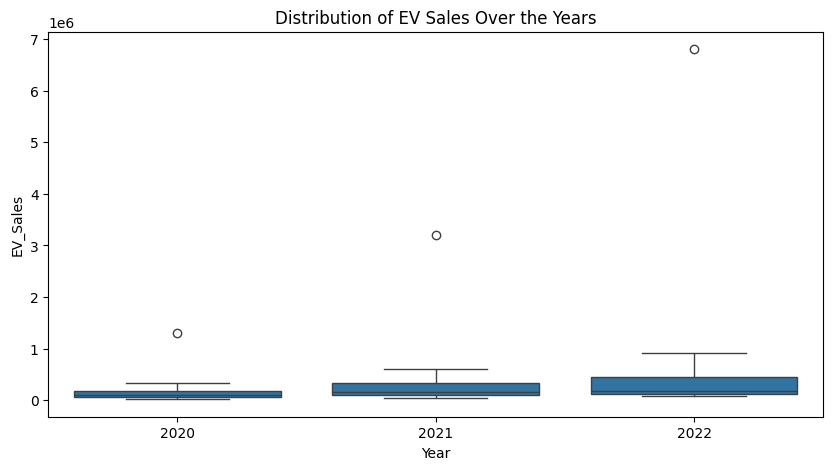 Distribution of EV Sales Over the Years
1e6
7
6
5
4
3
2
1
0
EV_Sales
2020 2021 2022
Year